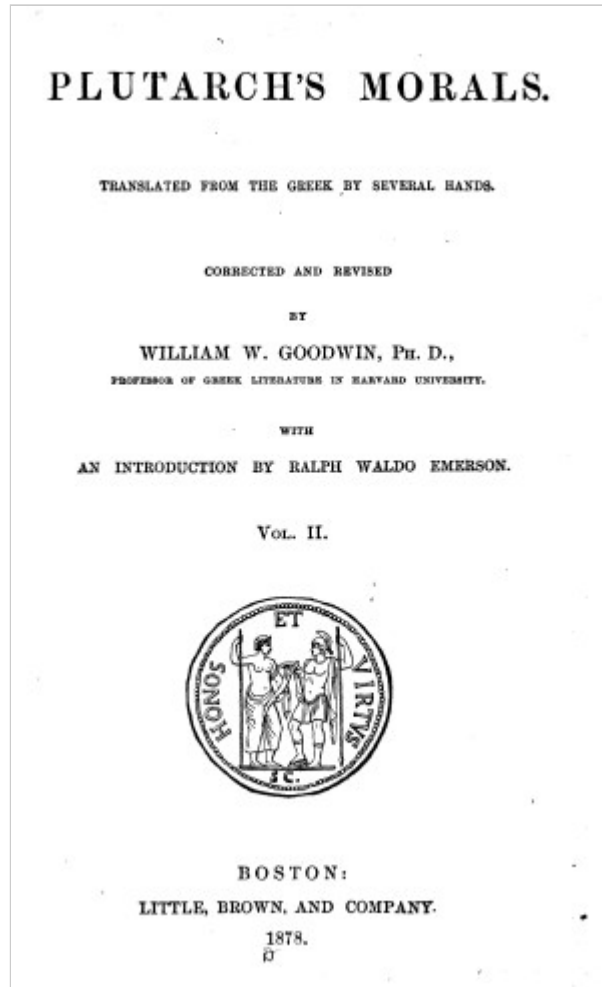 PLUTARCH'S MORALS.
TRANSLATED FROM THE GREEK BY SEVERAL HANDS.
CORRECTED AND REVISED
BY
WILLIAM W. GOODWIN, PH. D.,
PROFESSOR OF GREEK LITERATURE IN HARVARD UNIVERSITY.
WITH
AN INTRODUCTION BY RALPH WALDO EMERSON.
VOL. II.
HONOS ET VIRTVS
S C.
BOSTON:
LITTLE, BROWN, AND COMPANY.
1878.